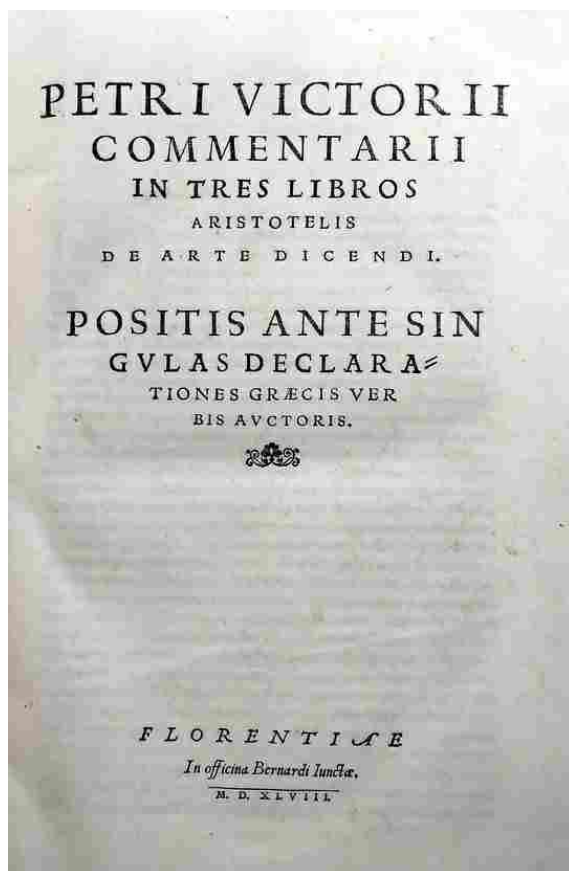 PETRI VICTORII
COMMENTARII
IN TRES LIBROS
ARISTOTELIS
DE ARTE DICENDI.
POSITIS ANTE SIN
GVLAS DECLARA⸗
TIONES GRÆCIS VER
BIS AVCTORIS.
FLORENTIÆ
In officina Bernardi Iunctæ.
M. D. XLVIII.